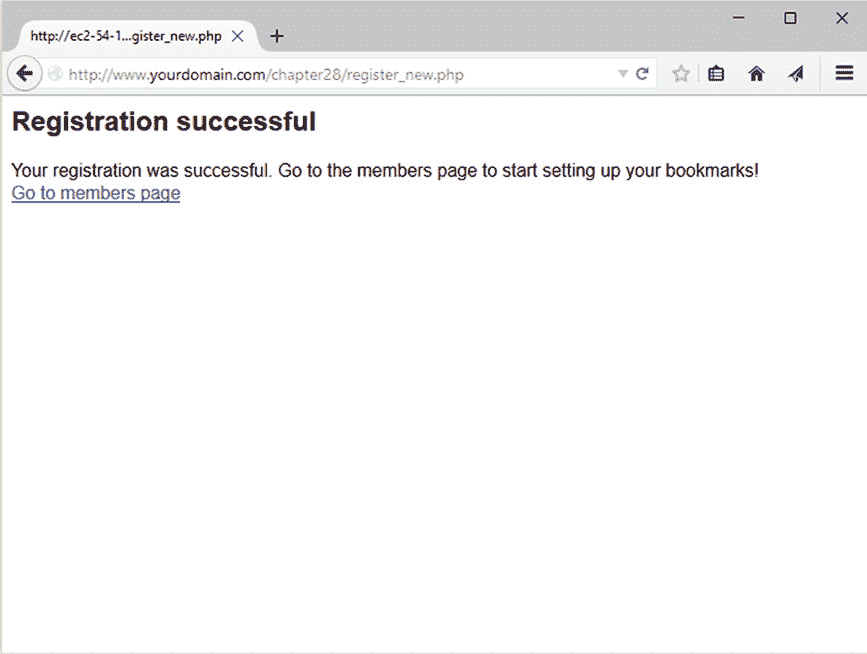 http://ec2-54-1...gister_new.php
http://www.yourdomain.com/chapter28/register_new.php
Registration successful
Your registration was successful. Go to the members page to start setting up your bookmarks!
Go to members page